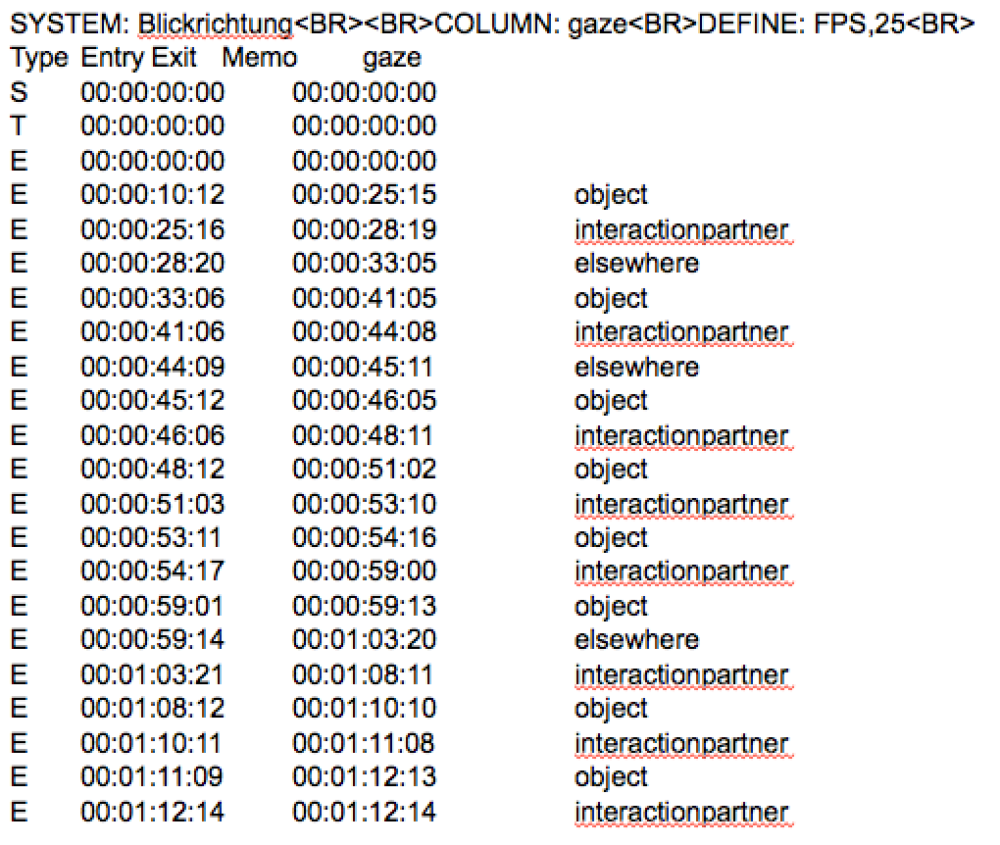 SYSTEM: Blickrichtung<BR><BR>COLUMN: gaze<BR>DEFINE: FPS,25<BR>
Type Entry Exit Memo gaze
S 00:00:00:00 00:00:00:00
T 00:00:00:00 00:00:00:00
E 00:00:00:00 00:00:00:00
E 00:00:10:12 00:00:25:15 object
E 00:00:25:16 00:00:28:19 interactionpartner
E 00:00:28:20 00:00:33:05 elsewhere
E 00:00:33:06 00:00:41:05 object
E 00:00:41:06 00:00:44:08 interactionpartner
E 00:00:44:09 00:00:45:11 elsewhere
E 00:00:45:12 00:00:46:05 object
E 00:00:46:06 00:00:48:11 interactionpartner
E 00:00:48:12 00:00:51:02 object
E 00:00:51:03 00:00:53:10 interactionpartner
E 00:00:53:11 00:00:54:16 object
E 00:00:54:17 00:00:59:00 interactionpartner
E 00:00:59:01 00:00:59:13 object
E 00:00:59:14 00:01:03:20 elsewhere
E 00:01:03:21 00:01:08:11 interactionpartner
E 00:01:08:12 00:01:10:10 object
E 00:01:10:11 00:01:11:08 interactionpartner
E 00:01:11:09 00:01:12:13 object
E 00:01:12:14 00:01:12:14 interactionpartner